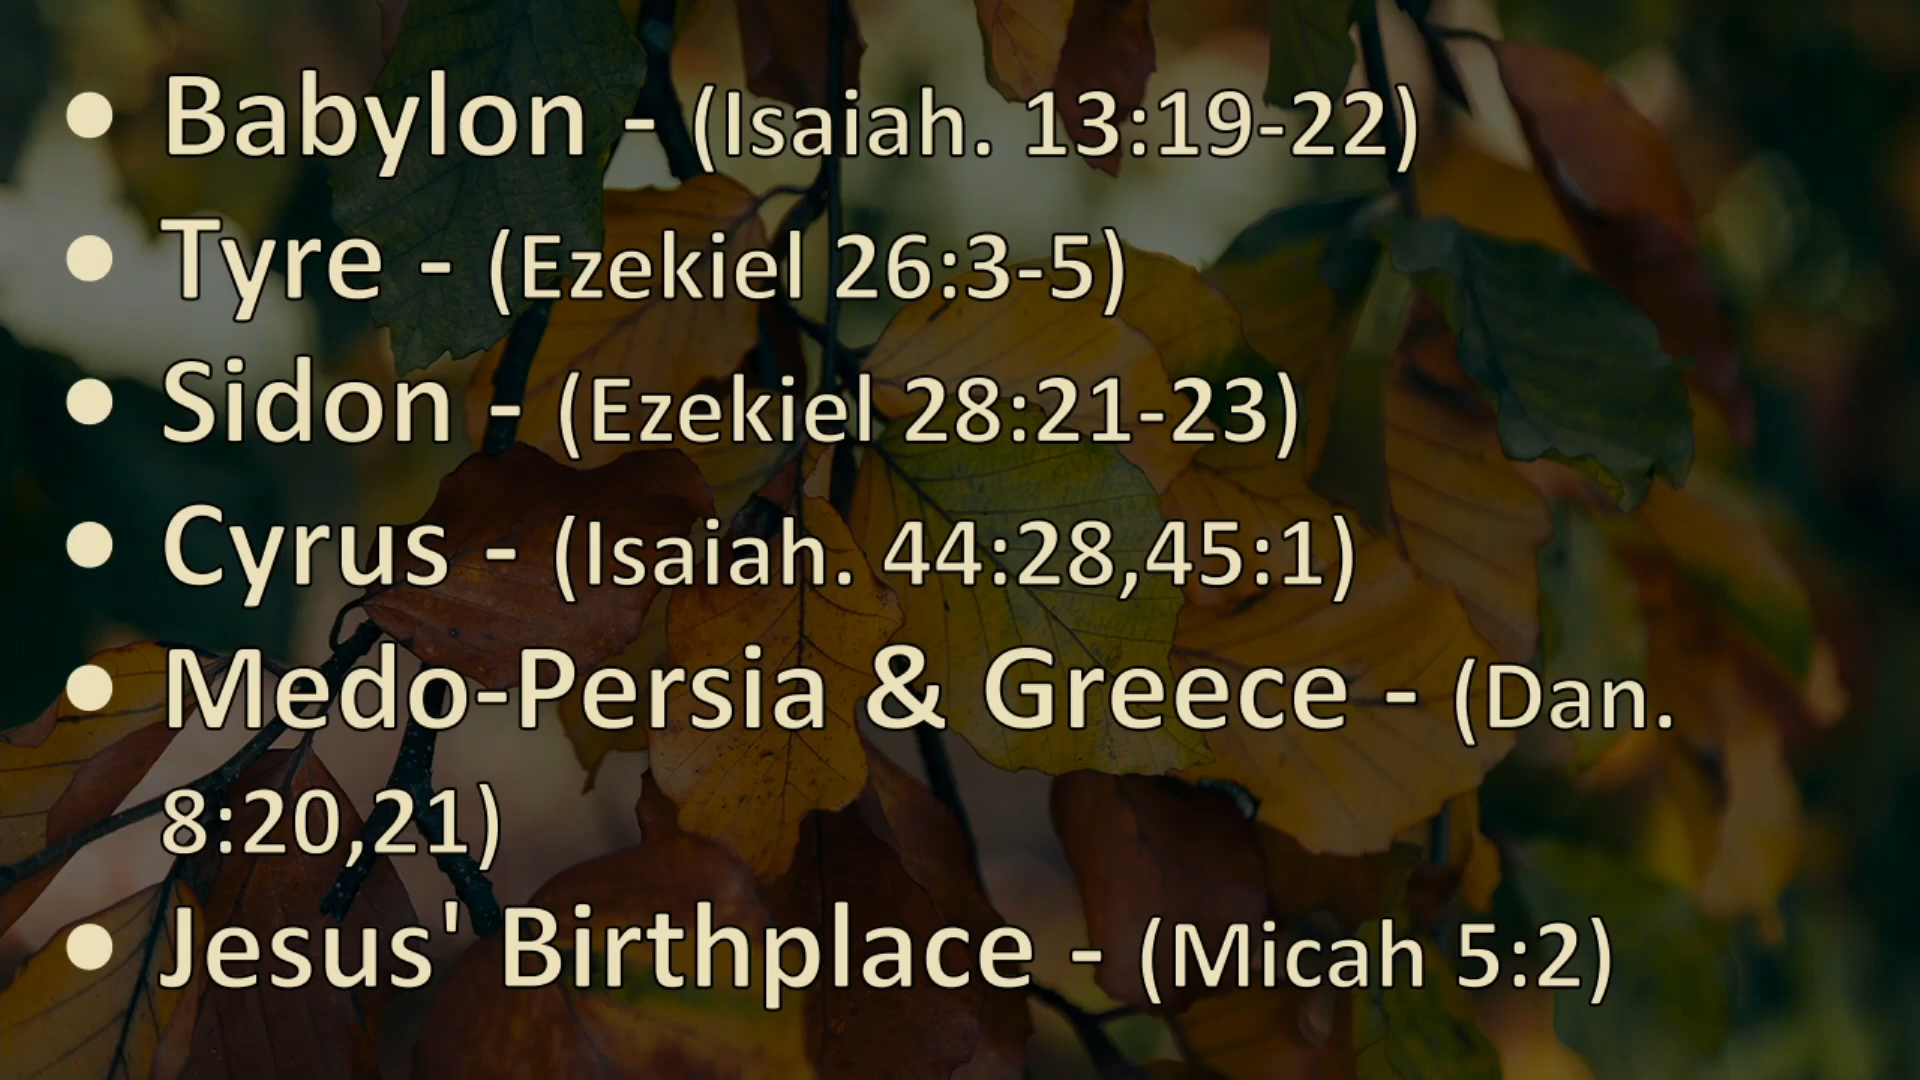 • Babylon - (Isaiah. 13:19-22)
• Tyre - (Ezekiel 26:3-5)
• Sidon - (Ezekiel 28:21-23)
• Cyrus - (Isaiah. 44:28,45:1)
• Medo-Persia & Greece - (Dan.
8:20,21)
• Jesus' Birthplace - (Micah 5:2)